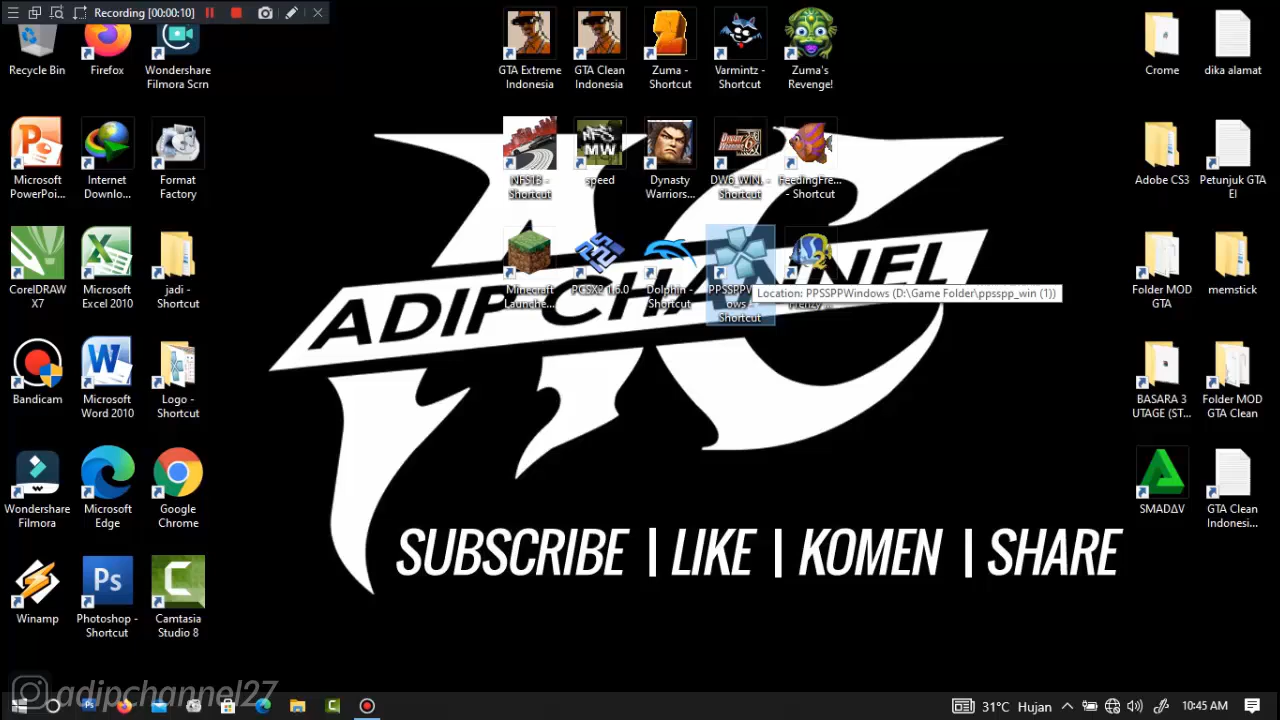 Recording [00:00:10]
Recycle Bin
Firefox
Wondershare
Filmora Scrn
GTA Extreme
Indonesia
GTA Clean
Indonesia
Zuma -
Shortcut
Varmintz -
Shortcut
Zuma's
Revenge!
Crome
dika alamat
Microsoft
PowerPoi...
Internet
Downlo...
Format
Factory
NFS13 -
Shortcut
speed
Dynasty
Warriors...
DW6_WIN... -
Shortcut
FeedingFre...
- Shortcut
Adobe CS3
Petunjuk GTA
EI
CorelDRAW
X7
Microsoft
Excel 2010
jadi -
Shortcut
Minecraft
Launche...
PCSX2 1.6.0
Dolphin -
Shortcut
Shortcut
Location: PPSSPPWindows (D:\Game Folder\ppsspp_win (1))
Folder MOD
GTA
memstick
ADIP CHANNEL
Bandicam
Microsoft
Word 2010
Logo -
Shortcut
BASARA 3
UTAGE (ST...
Folder MOD
GTA Clean
Wondershare
Filmora
Microsoft
Edge
Google
Chrome
SMADΔV
GTA Clean
Indonesi...
SUBSCRIBE | LIKE | KOMEN | SHARE
Winamp
Ps
Photoshop -
Shortcut
Camtasia
Studio 8
adipchannel27
31°C Hujan
10:45 AM